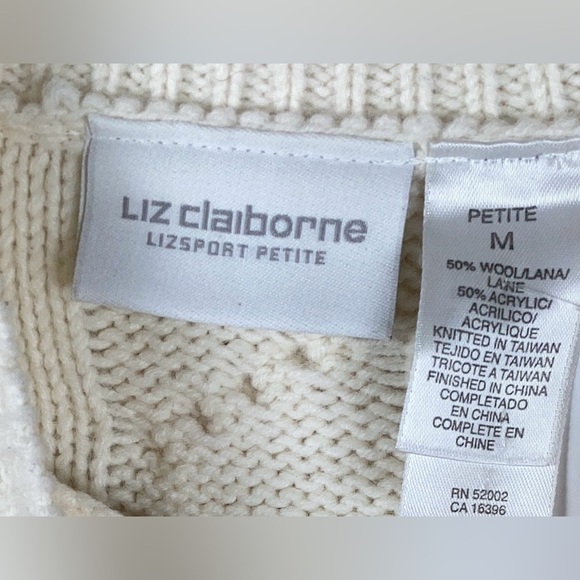 LIZ claiborne
LIZSPORT PETITE
PETITE
M
50% WOOL/LANA/
LAINE
50% ACRYLIC/
ACRILICO/
ACRYLIQUE
KNITTED IN TAIWAN
TEJIDO EN TAIWAN
TRICOTE A TAIWAN
FINISHED IN CHINA
COMPLETADO
EN CHINA
COMPLETE EN
CHINE
RN 52002
CA 16396